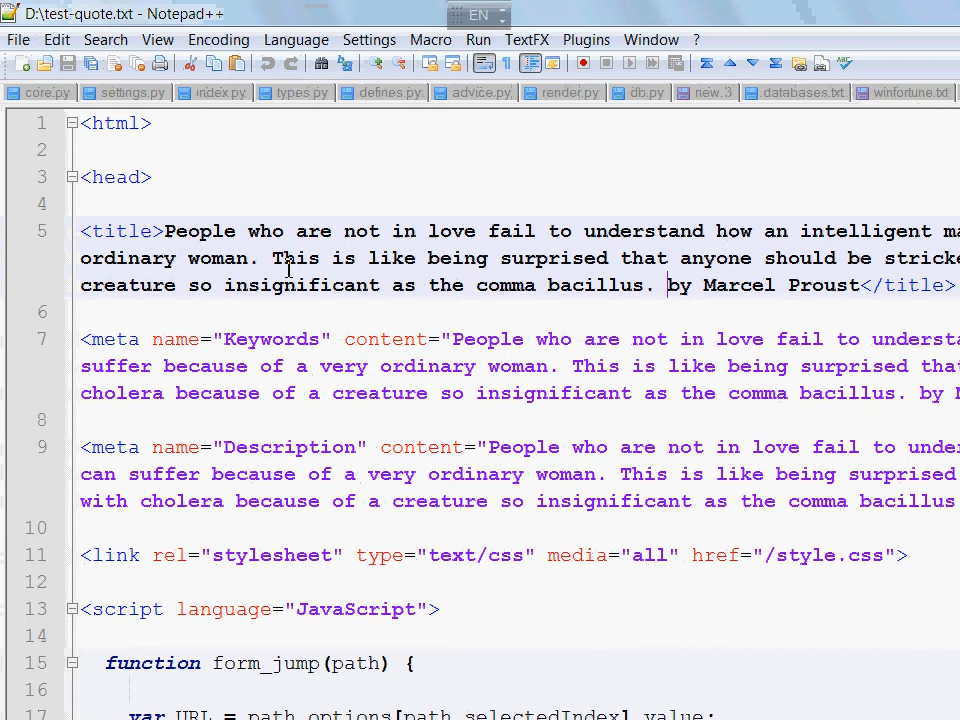 D:\test-quote.txt - Notepad++
EN
File Edit Search View Encoding Language Settings Macro Run TextFX Plugins Window ?
core.py settings.py index.py types.py defines.py advice.py render.py db.py new 3 databases.txt winfortune.txt
1 <html>
2
3 <head>
4
5 <title>People who are not in love fail to understand how an intelligent ma
ordinary woman. This is like being surprised that anyone should be stricke
creature so insignificant as the comma bacillus. by Marcel Proust</title>
6
7 <meta name="Keywords" content="People who are not in love fail to understa
suffer because of a very ordinary woman. This is like being surprised that
cholera because of a creature so insignificant as the comma bacillus. by M
8
9 <meta name="Description" content="People who are not in love fail to under
can suffer because of a very ordinary woman. This is like being surprised
with cholera because of a creature so insignificant as the comma bacillus
10
11 <link rel="stylesheet" type="text/css" media="all" href="/style.css">
12
13 <script language="JavaScript">
14
15 function form_jump(path) {
16
17 var URL = path.options[path.selectedIndex].value;